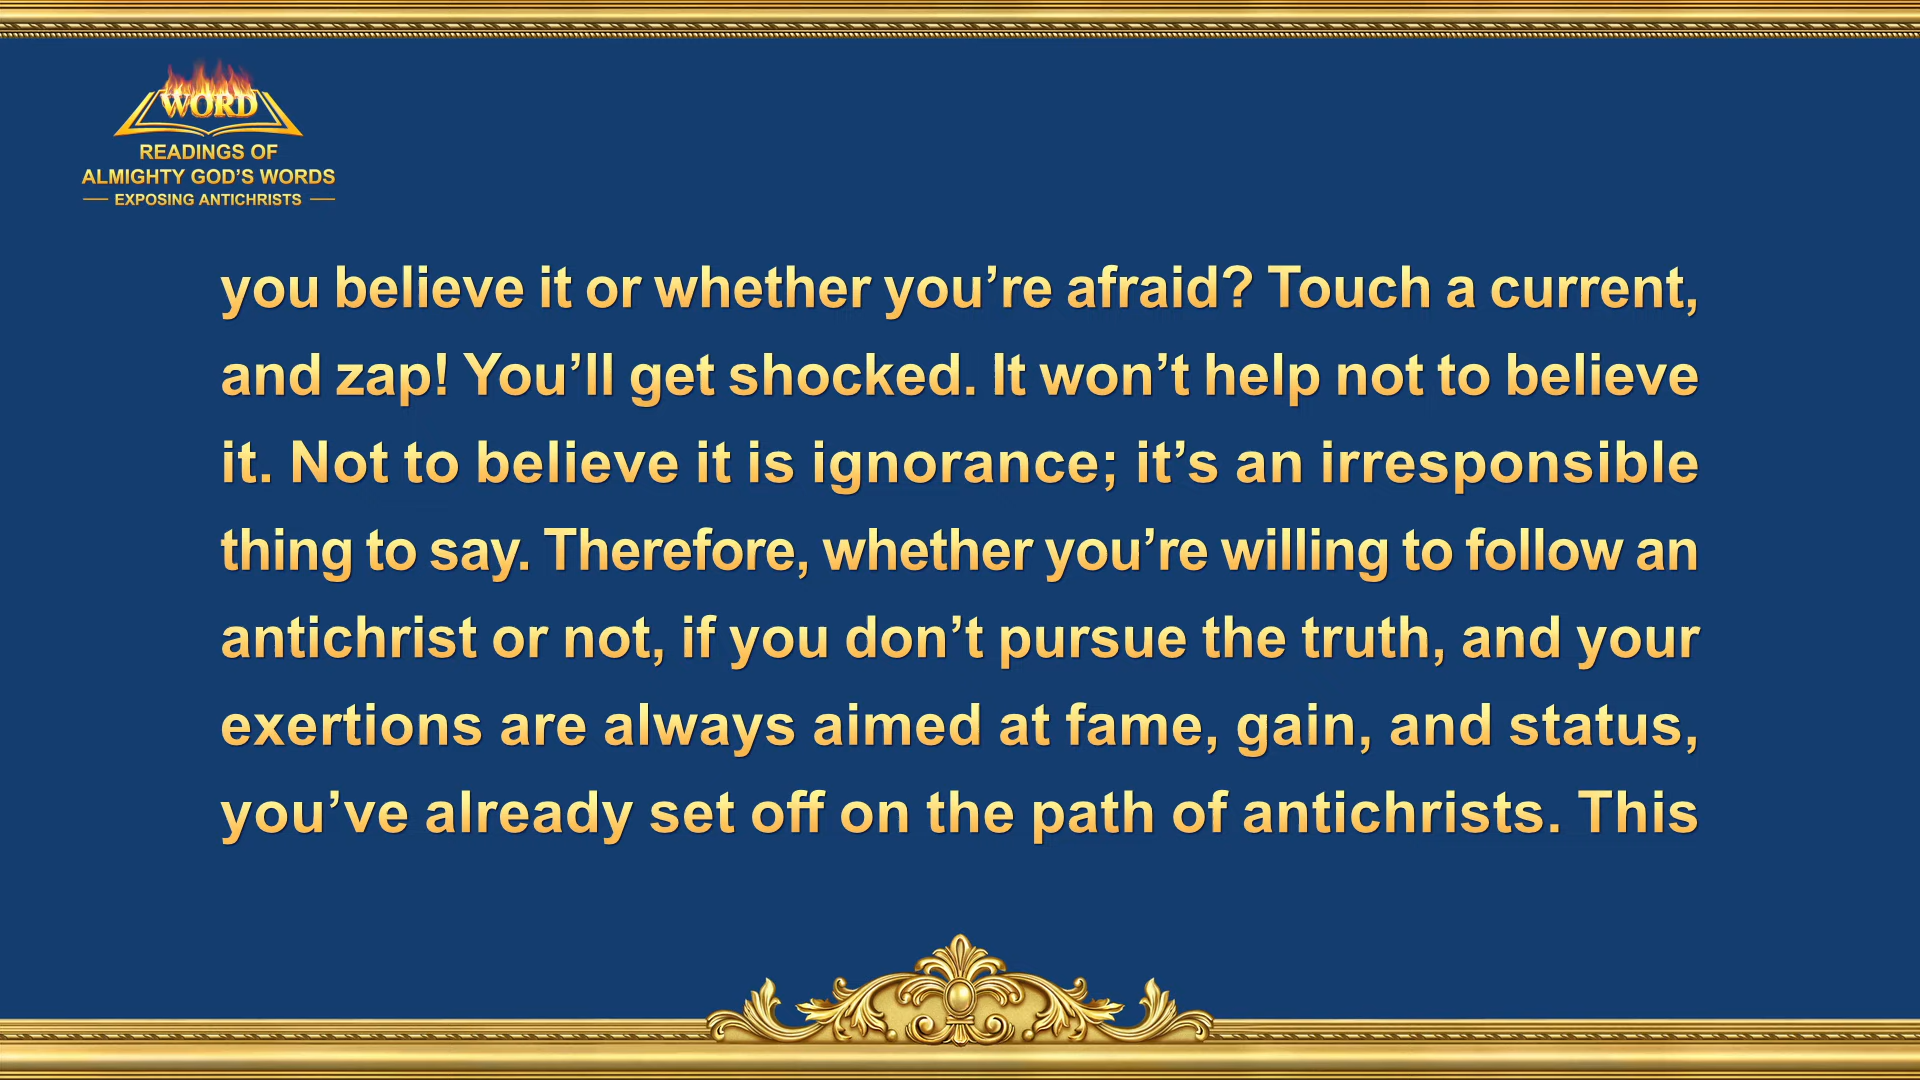 WORD
READINGS OF
ALMIGHTY GOD’S WORDS
EXPOSING ANTICHRISTS
you believe it or whether you’re afraid? Touch a current,
and zap! You’ll get shocked. It won’t help not to believe
it. Not to believe it is ignorance; it’s an irresponsible
thing to say. Therefore, whether you’re willing to follow an
antichrist or not, if you don’t pursue the truth, and your
exertions are always aimed at fame, gain, and status,
you’ve already set off on the path of antichrists. This